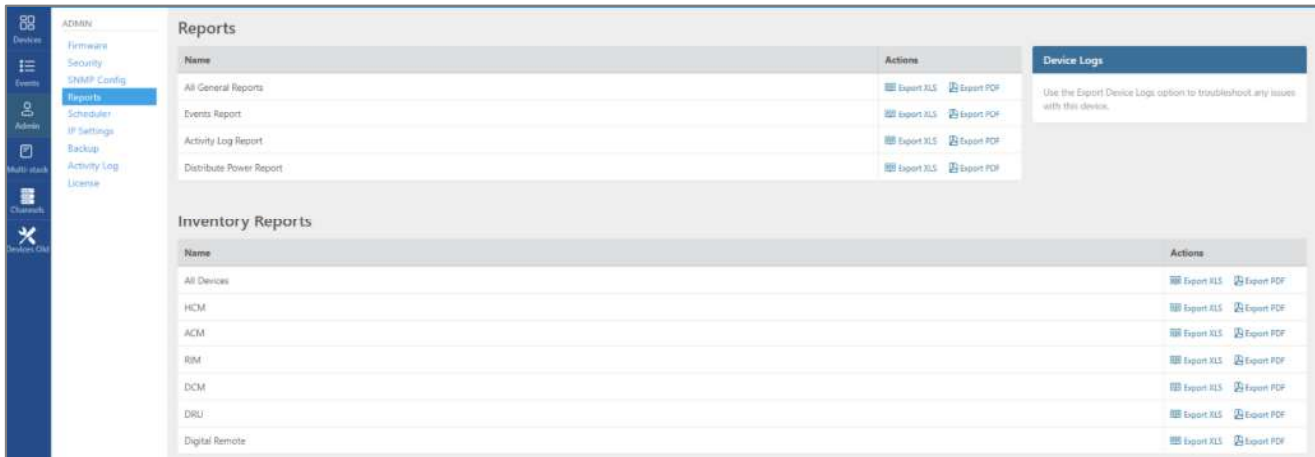 Devices
Events
Admin
Multi-stack
Channels
Devices Old
ADMIN
Firmware
Security
SNMP Config
Reports
Scheduler
IP Settings
Backup
Activity Log
License
Reports
Name Actions
All General Reports Export XLS Export PDF
Events Report Export XLS Export PDF
Activity Log Report Export XLS Export PDF
Distribute Power Report Export XLS Export PDF
Device Logs
Use the Export Device Logs option to troubleshoot any issues
with this device.
Inventory Reports
Name Actions
All Devices Export XLS Export PDF
HCM Export XLS Export PDF
ACM Export XLS Export PDF
RIM Export XLS Export PDF
DCM Export XLS Export PDF
DRU Export XLS Export PDF
Digital Remote Export XLS Export PDF